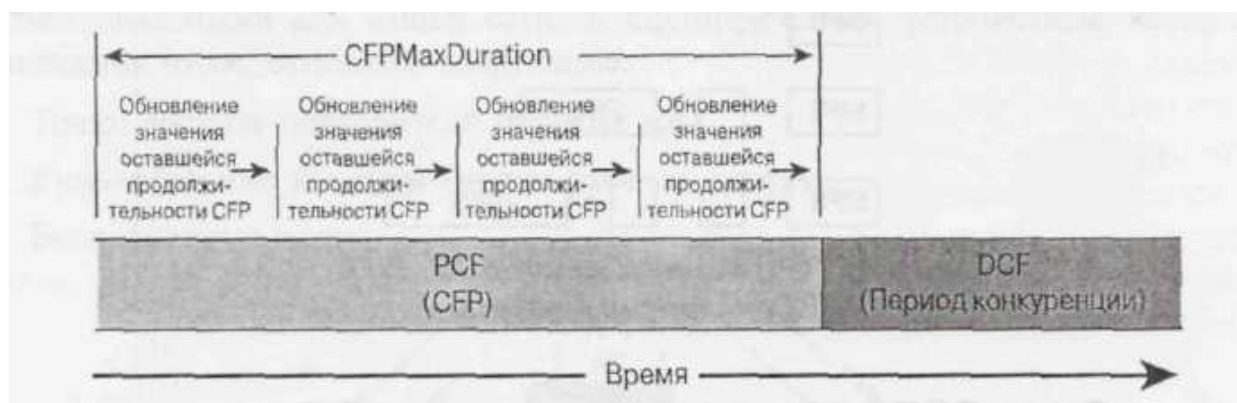 CFPMaxDuration
Обновление
значения
оставшейся
продолжи-
тельности CFP
Обновление
значения
оставшейся
продолжи-
тельности CFP
Обновление
значения
оставшейся
продолжи-
тельности CFP
Обновление
значения
оставшейся
продолжи-
тельности CFP
PCF
(CFP)
DCF
(Период конкуренции)
Время